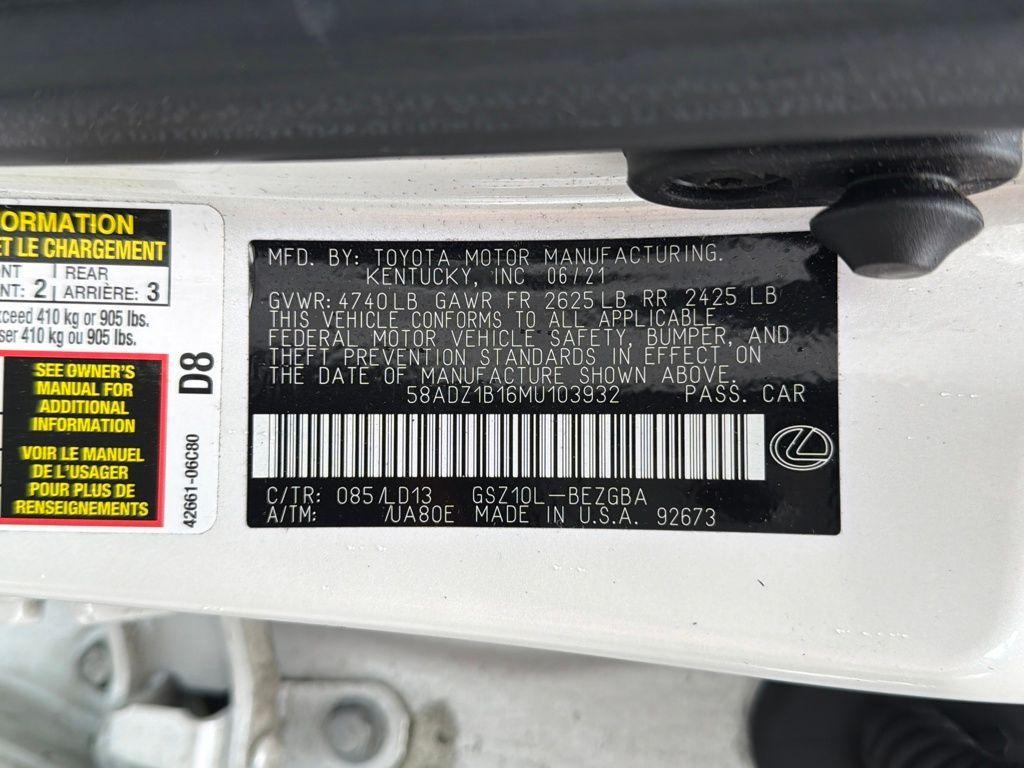 ORMATION
ET LE CHARGEMENT
REAR
2
ARRIÈRE: 3
xceed 410 kg or 905 lbs.
ser 410 kg ou 905 lbs.
SEE OWNER'S
MANUAL FOR
ADDITIONAL
INFORMATION
VOIR LE MANUEL
DE L'USAGER
POUR PLUS DE
RENSEIGNEMENTS
D8
42661-06C80
MFD. BY: TOYOTA MOTOR MANUFACTURING.
KENTUCKY, INC 06/21
GVWR: 4740LB GAWR FR 2625LB RR 2425 LB
THIS VEHICLE CONFORMS TO ALL APPLICABLE
FEDERAL MOTOR VEHICLE SAFETY, BUMPER, AND
THEFT PREVENTION STANDARDS IN EFFECT ON
THE DATE OF MANUFACTURE SHOWN ABOVE.
58ADZ1B16MU103932 PASS. CAR
C/TR: 085/LD13 GSZ10L-BEZGBA
A/TM: /UA80E MADE IN U.S.A. 92673